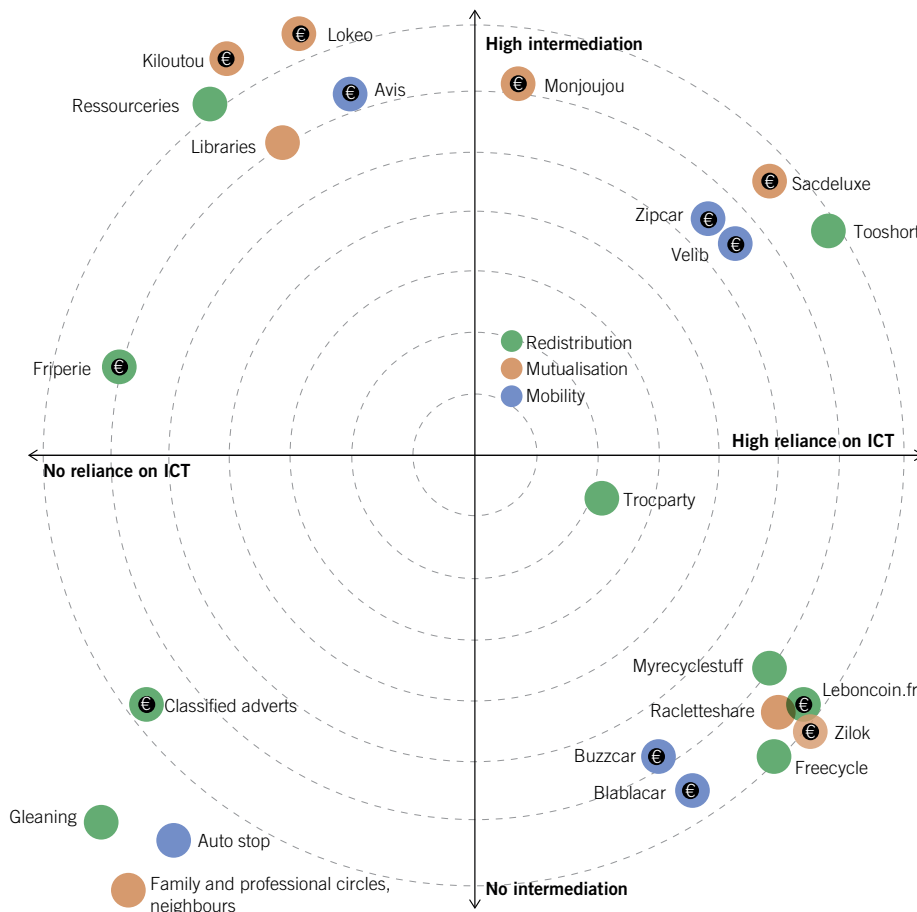 Lokeo
High intermediation
Kiloutou
€
€
Avis
€
Monjoujou
€
Ressourceries
Libraries
Sacdeluxe
€
Zipcar
€
Tooshort
Velib
€
Redistribution
Friperie
€
Mutualisation
Mobility
High reliance on ICT
No reliance on ICT
Trocparty
Myrecyclestuff
Leboncoin.fr
€
Classified adverts
€
Racletteshare
Zilok
€
Buzzcar
€
Freecycle
Blablacar
€
Gleaning
Auto stop
Family and professional circles,
neighbours
No intermediation